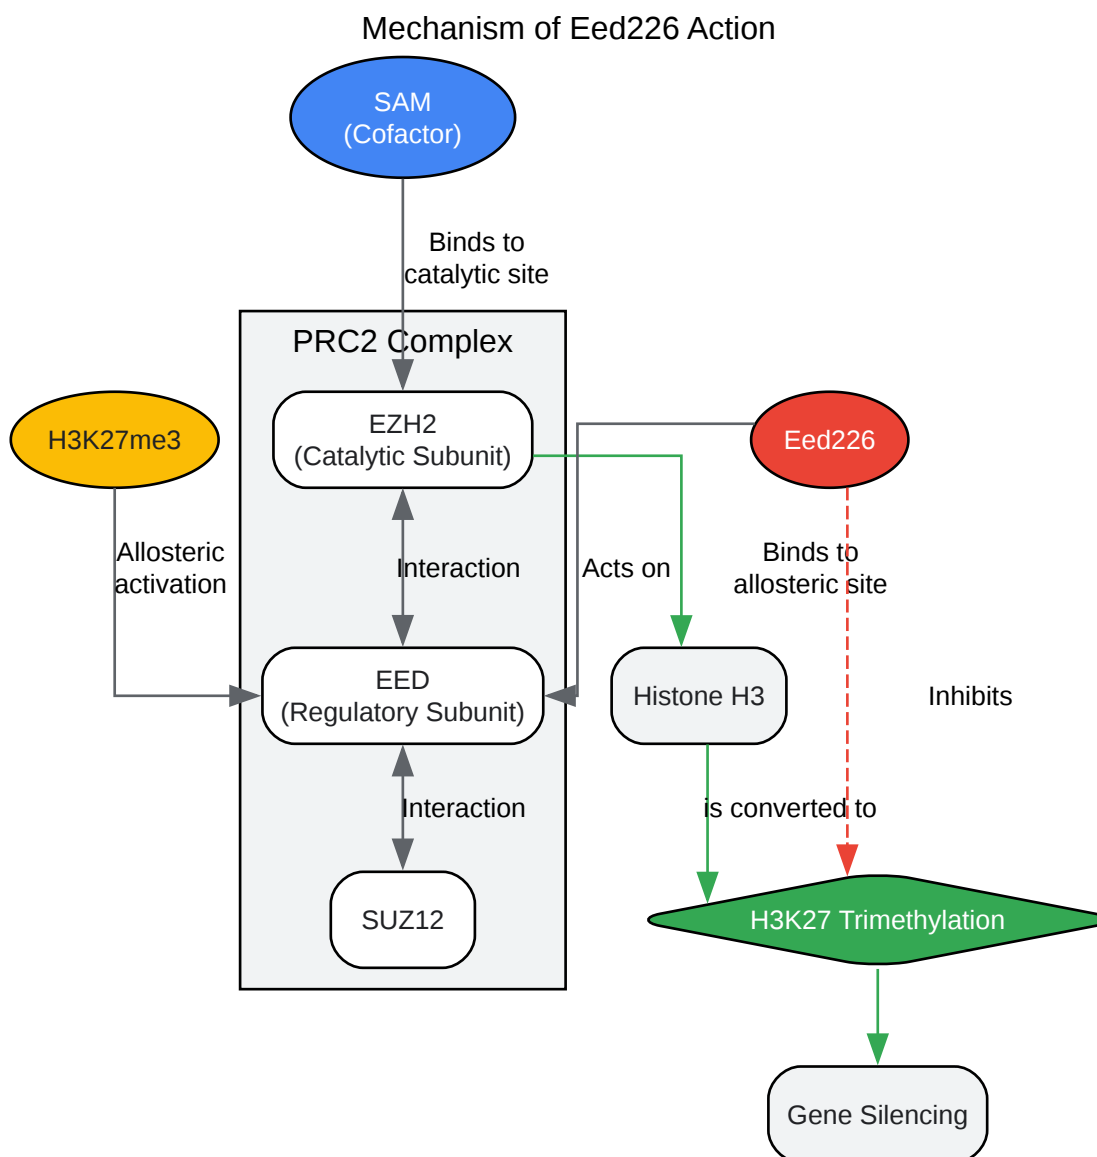 Mechanism of Eed226 Action
SAM
(Cofactor)
Binds to
catalytic site
PRC2 Complex
EZH2
(Catalytic Subunit)
H3K27me3
Eed226
Allosteric
activation
Interaction
Acts on
Binds to
allosteric site
EED
(Regulatory Subunit)
Histone H3
Inhibits
Interaction
is converted to
SUZ12
H3K27 Trimethylation
Gene Silencing